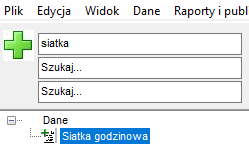 Plik Edycja Widok Dane Raporty i publ
siatka
Szukaj...
Szukaj...
Dane
Siatka godzinowa